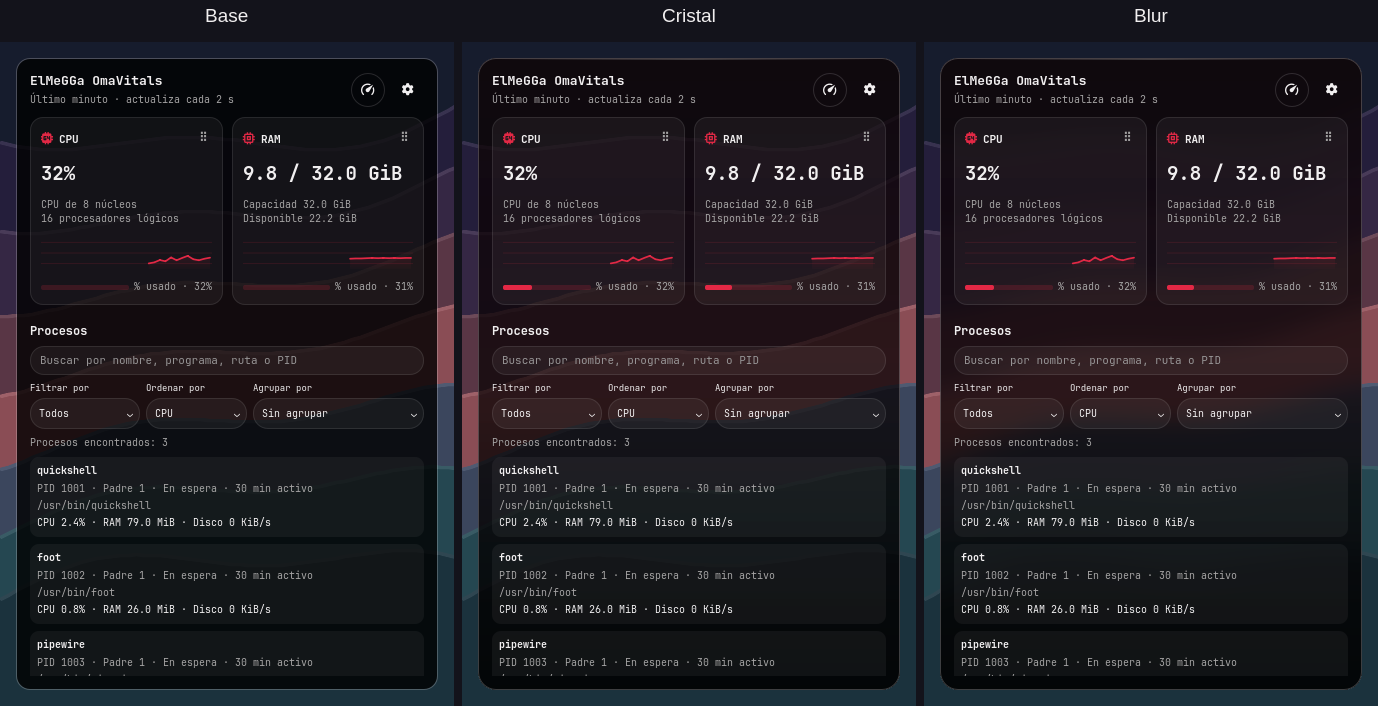 Base
ElMeGGa OmaVitals
Último minuto · actualiza cada 2 s
CPU
32%
CPU de 8 núcleos
16 procesadores lógicos
% usado · 32%
RAM
9.8 / 32.0 GiB
Capacidad 32.0 GiB
Disponible 22.2 GiB
% usado · 31%
Procesos
Buscar por nombre, programa, ruta o PID
Filtrar por Ordenar por Agrupar por
Todos CPU Sin agrupar
Procesos encontrados: 3
quickshell
PID 1001 · Padre 1 · En espera · 30 min activo
/usr/bin/quickshell
CPU 2.4% · RAM 79.0 MiB · Disco 0 KiB/s
foot
PID 1002 · Padre 1 · En espera · 30 min activo
/usr/bin/foot
CPU 0.8% · RAM 26.0 MiB · Disco 0 KiB/s
pipewire
PID 1003 · Padre 1 · En espera · 30 min activo
Cristal
ElMeGGa OmaVitals
Último minuto · actualiza cada 2 s
CPU
32%
CPU de 8 núcleos
16 procesadores lógicos
% usado · 32%
RAM
9.8 / 32.0 GiB
Capacidad 32.0 GiB
Disponible 22.2 GiB
% usado · 31%
Procesos
Buscar por nombre, programa, ruta o PID
Filtrar por Ordenar por Agrupar por
Todos CPU Sin agrupar
Procesos encontrados: 3
quickshell
PID 1001 · Padre 1 · En espera · 30 min activo
/usr/bin/quickshell
CPU 2.4% · RAM 79.0 MiB · Disco 0 KiB/s
foot
PID 1002 · Padre 1 · En espera · 30 min activo
/usr/bin/foot
CPU 0.8% · RAM 26.0 MiB · Disco 0 KiB/s
pipewire
PID 1003 · Padre 1 · En espera · 30 min activo
Blur
ElMeGGa OmaVitals
Último minuto · actualiza cada 2 s
CPU
32%
CPU de 8 núcleos
16 procesadores lógicos
% usado · 32%
RAM
9.8 / 32.0 GiB
Capacidad 32.0 GiB
Disponible 22.2 GiB
% usado · 31%
Procesos
Buscar por nombre, programa, ruta o PID
Filtrar por Ordenar por Agrupar por
Todos CPU Sin agrupar
Procesos encontrados: 3
quickshell
PID 1001 · Padre 1 · En espera · 30 min activo
/usr/bin/quickshell
CPU 2.4% · RAM 79.0 MiB · Disco 0 KiB/s
foot
PID 1002 · Padre 1 · En espera · 30 min activo
/usr/bin/foot
CPU 0.8% · RAM 26.0 MiB · Disco 0 KiB/s
pipewire
PID 1003 · Padre 1 · En espera · 30 min activo